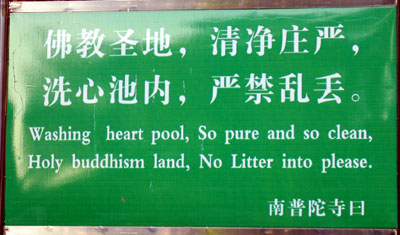 佛教圣地，清净庄严，
洗心池内，严禁乱丢。
Washing heart pool, So pure and so clean,
Holy buddhism land, No Litter into please.
南普陀寺曰